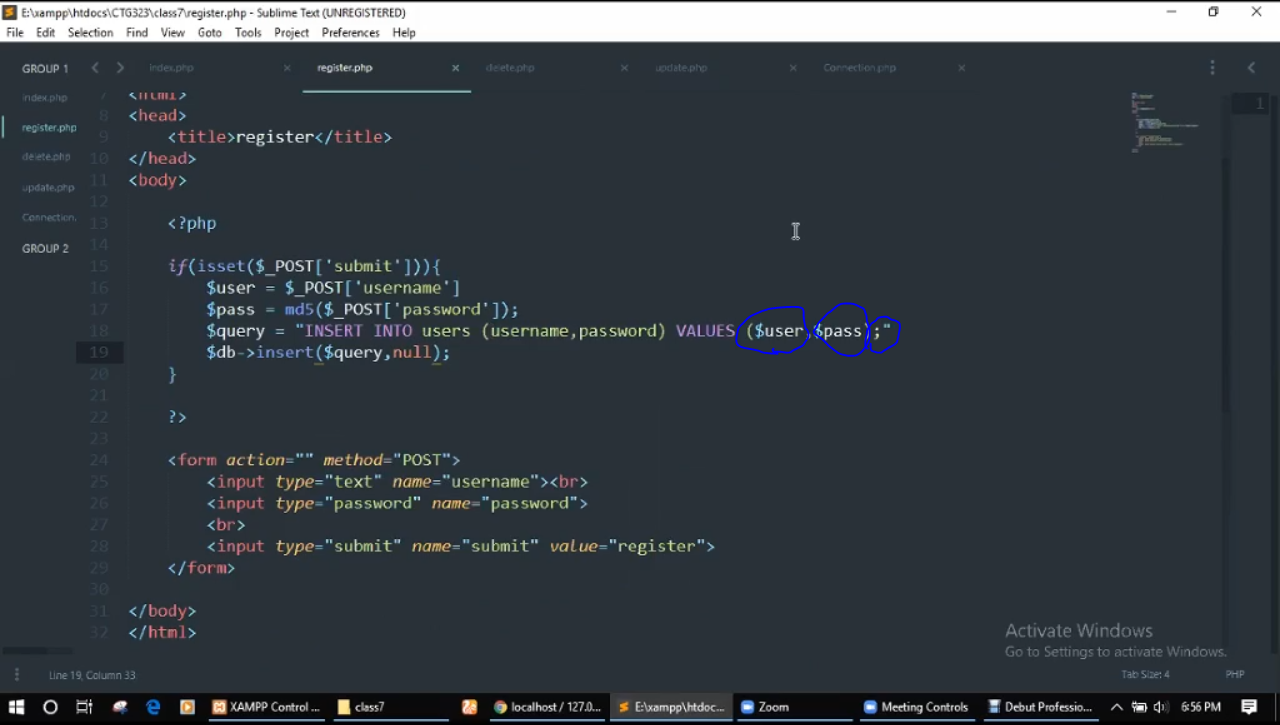 E:\xampp\htdocs\CTG323\class7\register.php - Sublime Text (UNREGISTERED)
File Edit Selection Find View Goto Tools Project Preferences Help
GROUP 1
index.php
register.php
delete.php
update.php
Connection.
GROUP 2
index.php × register.php × delete.php × update.php × Connection.php ×
7 <html>
8 <head>
9 <title>register</title>
10 </head>
11 <body>
12
13 <?php
14
15 if(isset($_POST['submit'])){
16 $user = $_POST['username']
17 $pass = md5($_POST['password']);
18 $query = "INSERT INTO users (username,password) VALUES ($user,$pass);"
19 $db->insert($query,null);
20 }
21
22 ?>
23
24 <form action="" method="POST">
25 <input type="text" name="username"><br>
26 <input type="password" name="password">
27 <br>
28 <input type="submit" name="submit" value="register">
29 </form>
30
31 </body>
32 </html>
1
Activate Windows
Go to Settings to activate Windows.
Line 19, Column 33 Tab Size: 4 PHP
XAMPP Control ... class7 localhost / 127.0... E:\xampp\htdoc... Zoom Meeting Controls Debut Professio... 6:56 PM